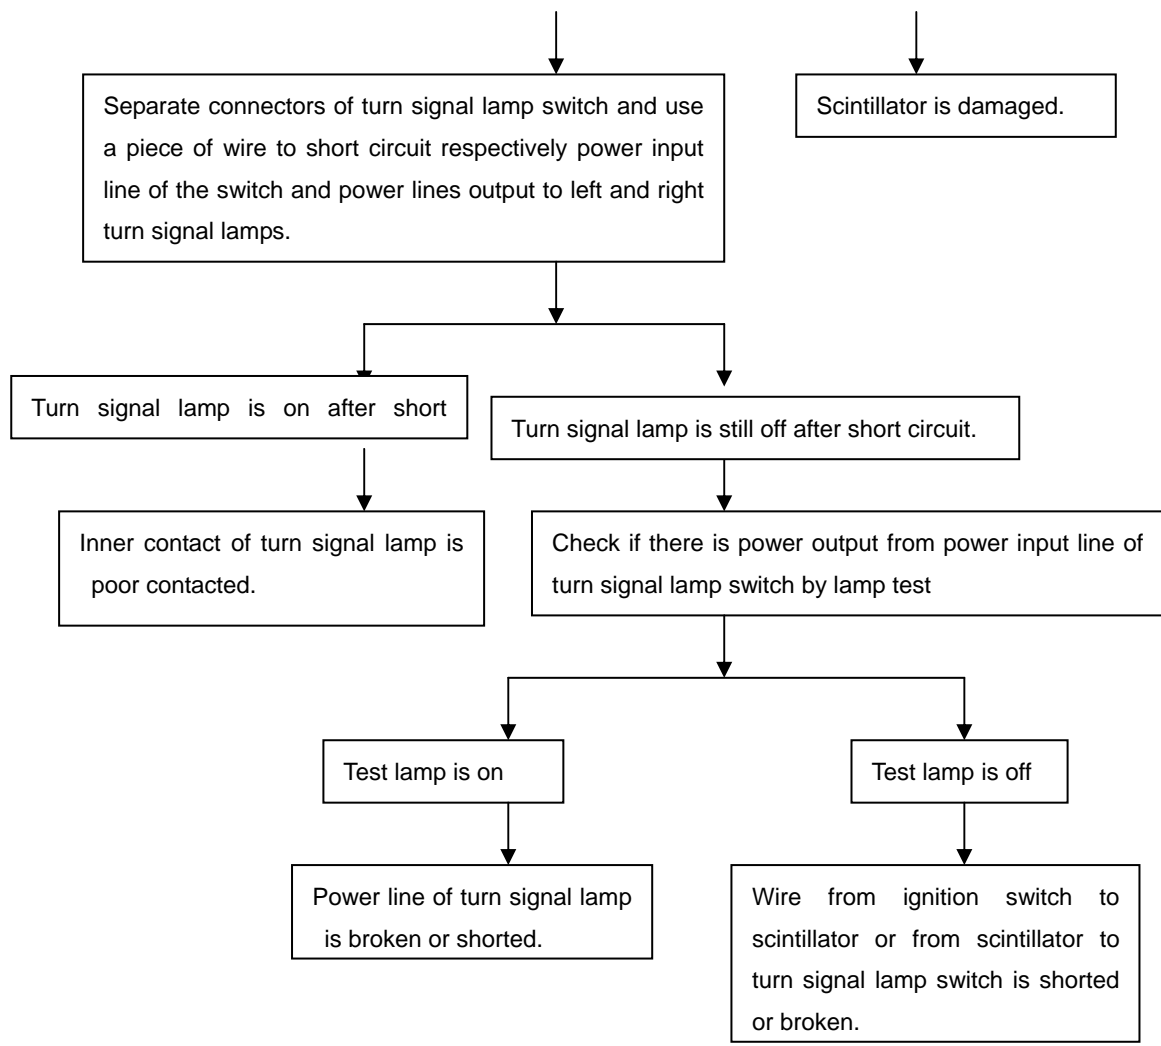 Separate connectors of turn signal lamp switch and use
a piece of wire to short circuit respectively power input
line of the switch and power lines output to left and right
turn signal lamps.
Scintillator is damaged.
Turn signal lamp is on after short
Turn signal lamp is still off after short circuit.
Inner contact of turn signal lamp is
poor contacted.
Check if there is power output from power input line of
turn signal lamp switch by lamp test
Test lamp is on
Test lamp is off
Power line of turn signal lamp
is broken or shorted.
Wire from ignition switch to
scintillator or from scintillator to
turn signal lamp switch is shorted
or broken.